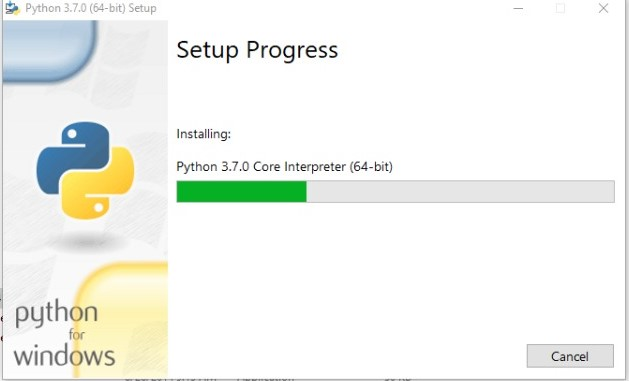 Python 3.7.0 (64-bit) Setup
Setup Progress
Installing:
Python 3.7.0 Core Interpreter (64-bit)
python
for
windows
Cancel